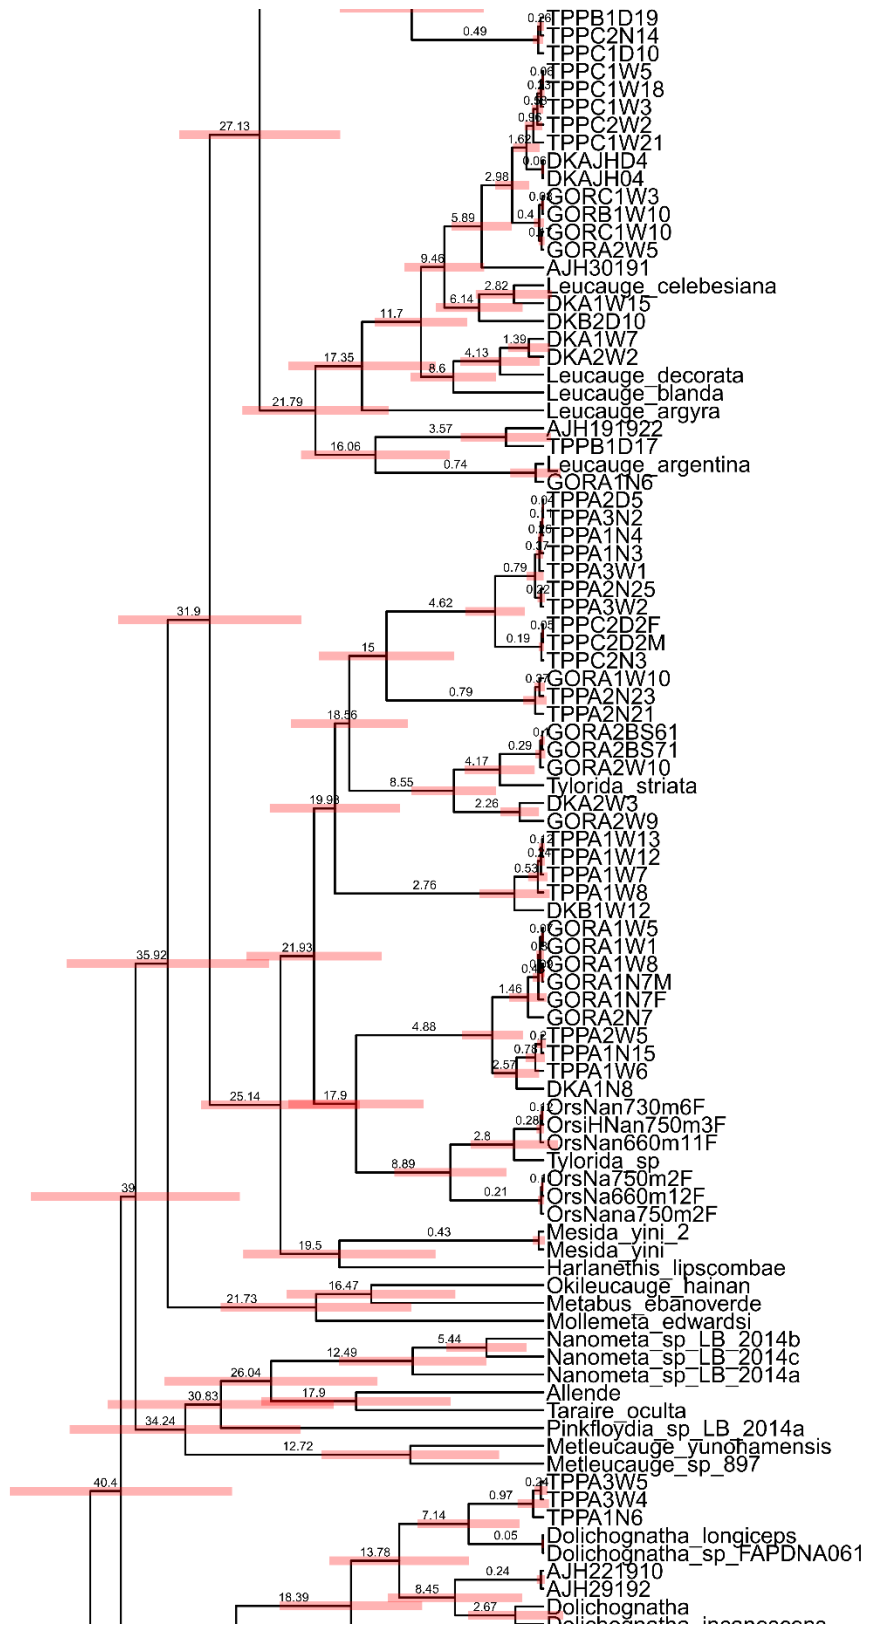 TPPB1D19
0.49
TPPC2N14
TPPC1D10
TPPC1W5
TPPC1W18
TPPC1W3
TPPC2W2
27.13
TPPC1W21
1.62
DKAJHD4
DKAJH04
2.98
GORC1W3
GORB1W10
0.4
5.89
GORC1W10
GORA2W5
9.46
AJH30191
Leucauge_celebesiana
2.82
DKA1W15
6.14
11.7
DKB2D10
DKA1W7
1.39
DKA2W2
4.13
17.35
8.6
Leucauge_decorata
Leucauge_blanda
21.79
Leucauge_argyra
AJH191922
3.57
TPPB1D17
16.06
Leucauge_argentina
0.74
GORA1N6
TPPA2D5
TPPA3N2
TPPA1N4
TPPA1N3
0.79
TPPA3W1
TPPA2N25
4.62
TPPA3W2
31.9
TPPC2D2F
0.19
TPPC2D2M
15
TPPC2N3
GORA1W10
0.79
TPPA2N23
TPPA2N21
18.56
GORA2BS61
0.29
GORA2BS71
4.17
GORA2W10
8.55
Tylorida_striata
19.93
2.26
DKA2W3
GORA2W9
TPPA1W13
TPPA1W12
0.53
TPPA1W7
2.76
TPPA1W8
DKB1W12
GORA1W5
21.93
GORA1W1
35.92
GORA1W8
GORA1N7M
1.46
GORA1N7F
GORA2N7
4.88
TPPA2W5
0.78
TPPA1N15
2.57
TPPA1W6
DKA1N8
25.14
17.9
OrsNan730m6F
0.28
OrsiHNan750m3F
2.8
OrsNan660m11F
Tylorida_sp
8.89
OrsNa750m2F
39
0.21
OrsNa660m12F
OrsNana750m2F
0.43
Mesida_yini_2
19.5
Mesida_yini
Harlanethis_lipscombae
16.47
Okileucauge_hainan
21.73
Metabus_ebanoverde
Mollemeta_edwardsi
5.44
Nanometa_sp_LB_2014b
12.49
Nanometa_sp_LB_2014c
26.04
Nanometa_sp_LB_2014a
30.83
17.9
Allende
Taraire_oculta
34.24
Pinkfloydia_sp_LB_2014a
12.72
Metleucauge_yunohamensis
Metleucauge_sp_897
40.4
TPPA3W5
0.97
TPPA3W4
7.14
TPPA1N6
0.05
Dolichognatha_longiceps
13.78
Dolichognatha_sp_FAPDNA061
0.24
AJH221910
8.45
AJH29192
18.39
2.67
Dolichognatha